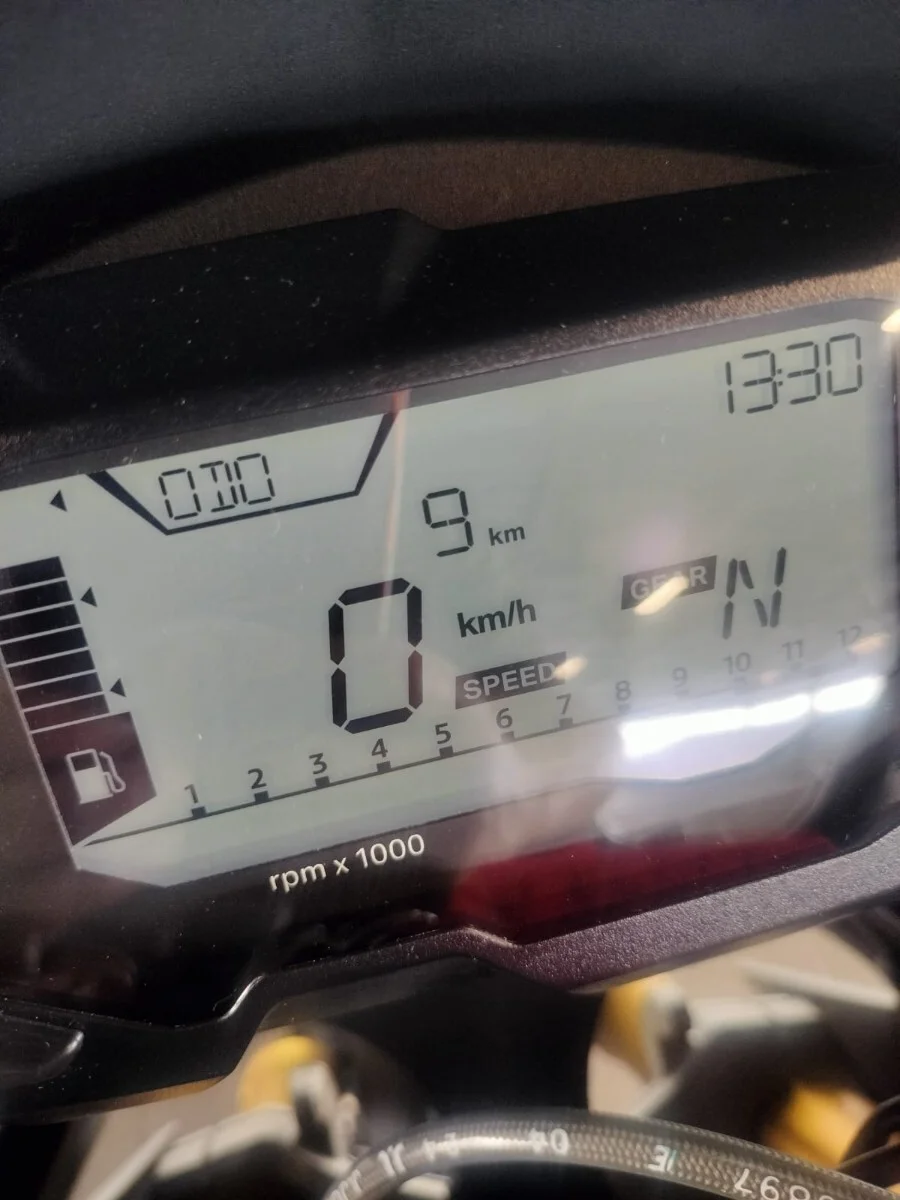 13:30
ODO
9 km
0 km/h
GEAR N
SPEED
1 2 3 4 5 6 7 8 9 10 11 12
rpm x 1000